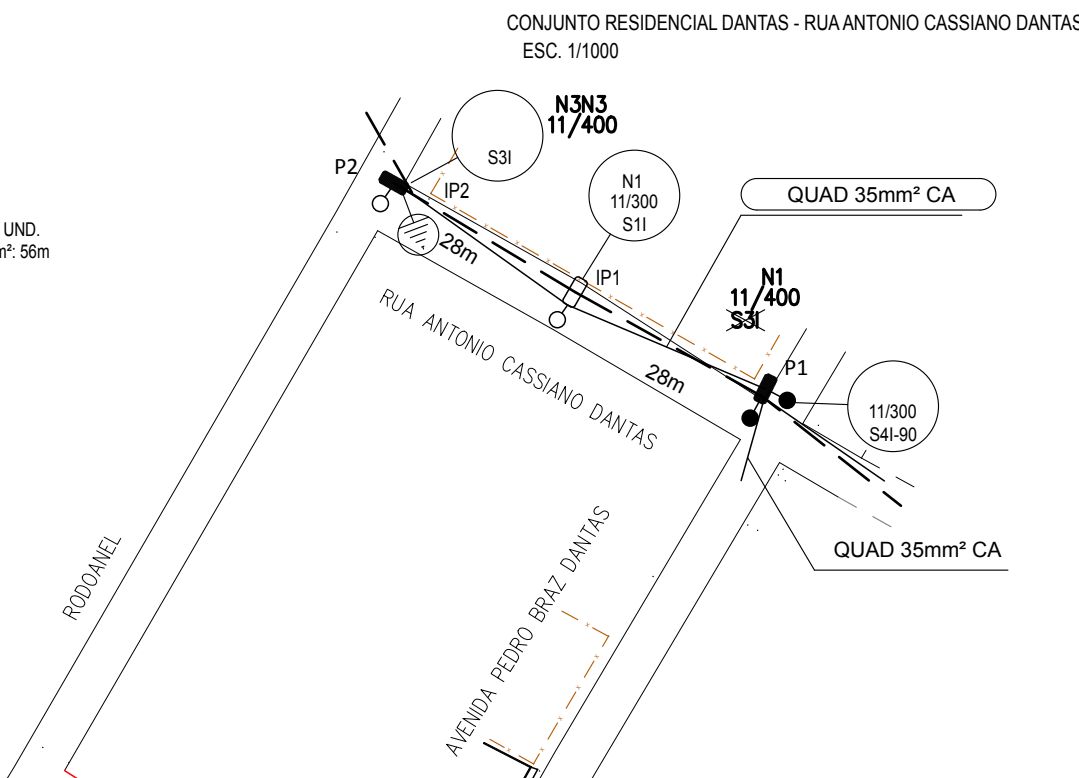 CONJUNTO RESIDENCIAL DANTAS - RUA ANTONIO CASSIANO DANTAS
ESC. 1/1000
N3N3
11/400
S3I
P2
IP2
N1
11/300
S1I
QUAD 35mm² CA
UND.
m²: 56m
28m
IP1
N1
11/400
S3I
RUA ANTONIO CASSIANO DANTAS
28m
P1
11/300
S4I-90
QUAD 35mm² CA
RODOANEL
AVENIDA PEDRO BRAZ DANTAS